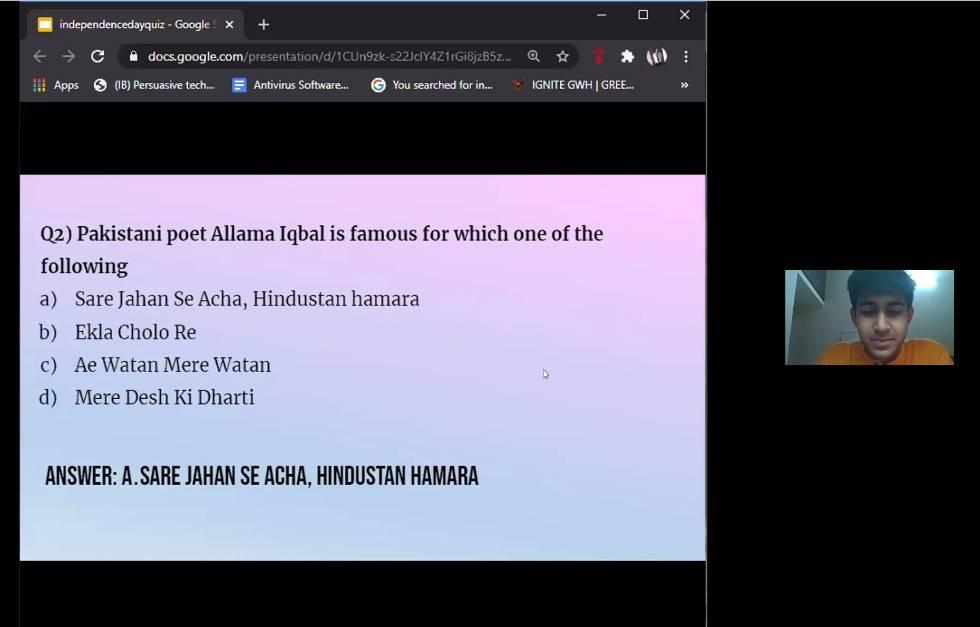 independencedayquiz - Google S
docs.google.com/presentation/d/1CUn9zk-s22JclY4Z1rGi8jzB5z...
Apps (IB) Persuasive tech... Antivirus Software... You searched for in... IGNITE GWH | GREE... »
Q2) Pakistani poet Allama Iqbal is famous for which one of the
following
a) Sare Jahan Se Acha, Hindustan hamara
b) Ekla Cholo Re
c) Ae Watan Mere Watan
d) Mere Desh Ki Dharti
ANSWER: A.SARE JAHAN SE ACHA, HINDUSTAN HAMARA